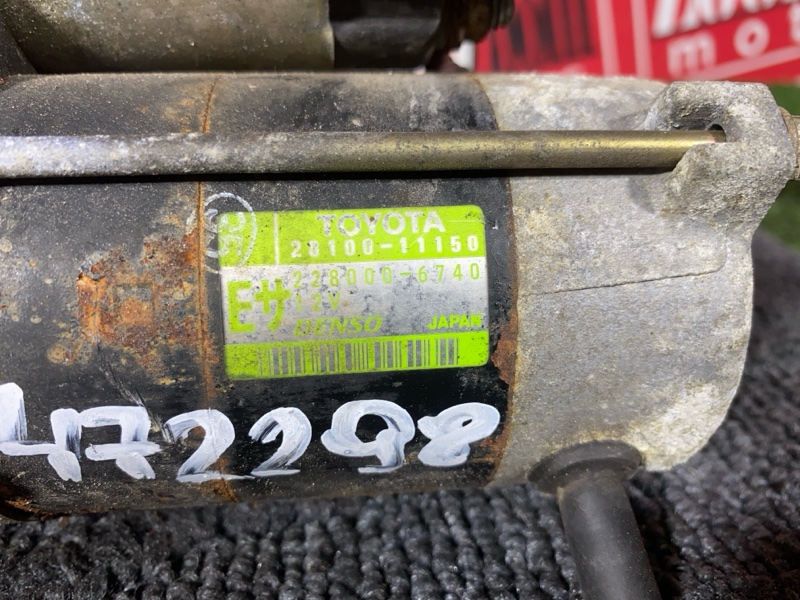 TOYOTA
28100-11150
228000-6740
Eサ
12V
DENSO JAPAN
472298